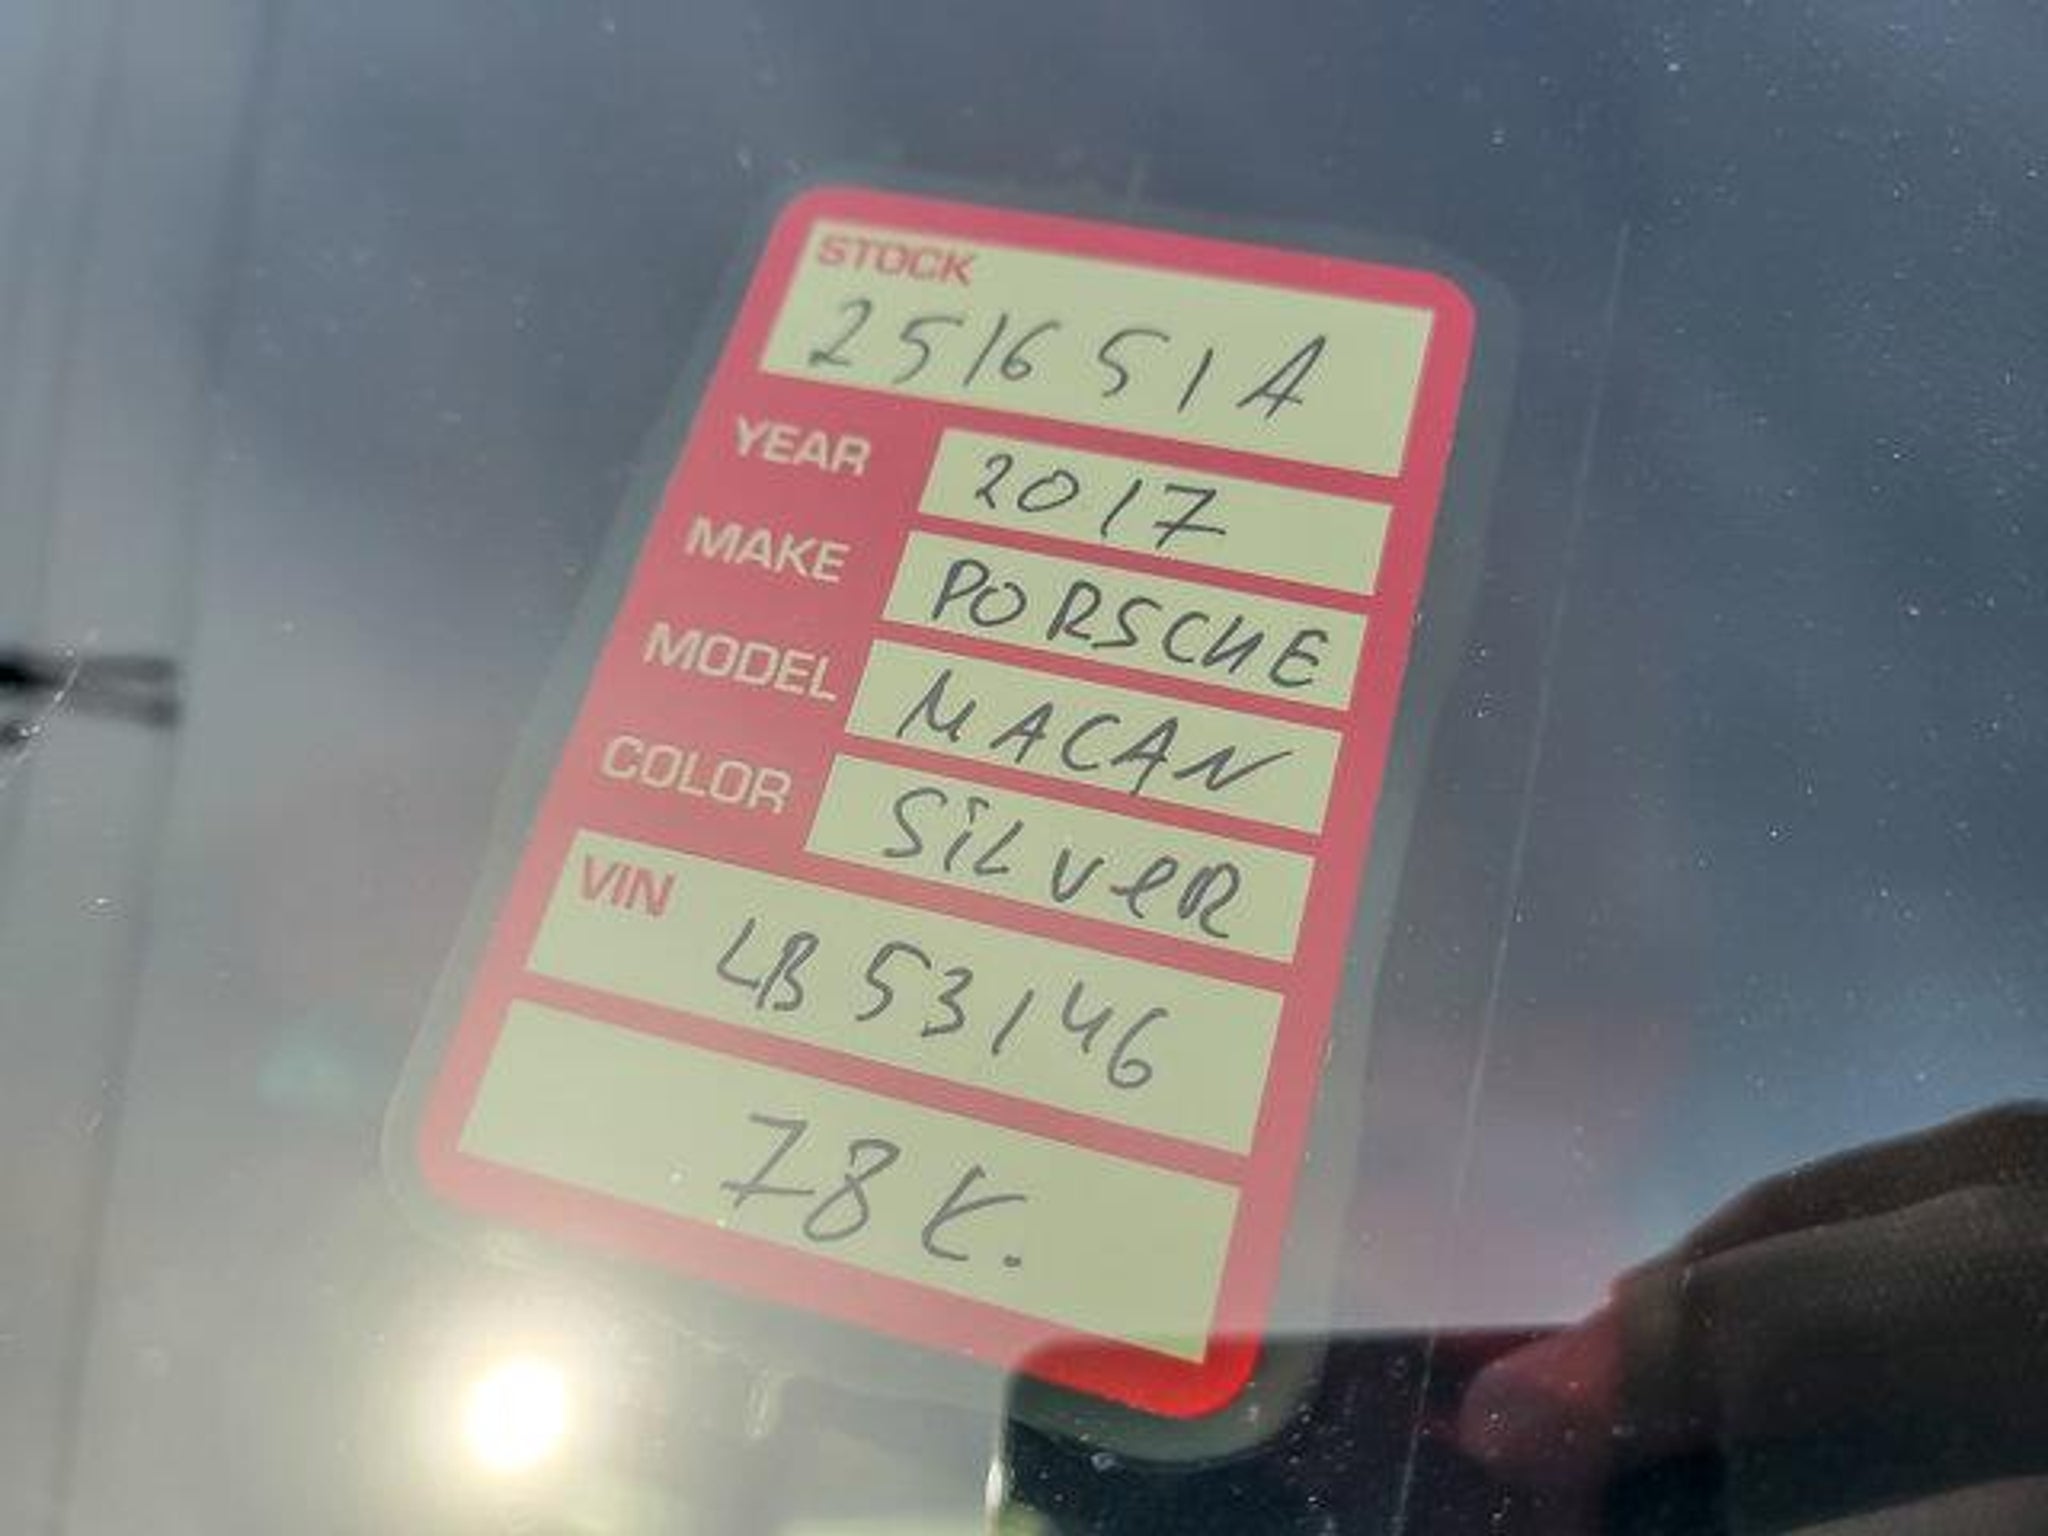 STOCK
251651A
YEAR 2017
MAKE PORSCHE
MODEL MACAN
COLOR SiLVeR
VIN LB53146
78K.